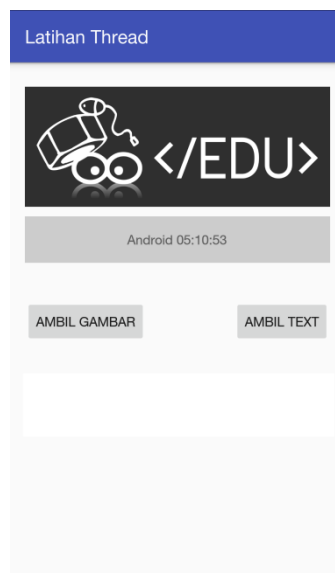 Latihan Thread
</EDU>
Android 05:10:53
AMBIL GAMBAR
AMBIL TEXT